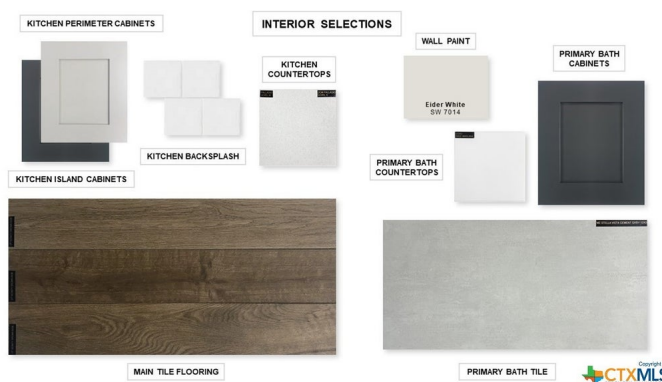 INTERIOR SELECTIONS
KITCHEN PERIMETER CABINETS
KITCHEN
COUNTERTOPS
WALL PAINT
PRIMARY BATH
CABINETS
Eider White
SW 7014
KITCHEN BACKSPLASH
PRIMARY BATH
COUNTERTOPS
KITCHEN ISLAND CABINETS
MAIN TILE FLOORING
PRIMARY BATH TILE
Copyright
CTXMLS